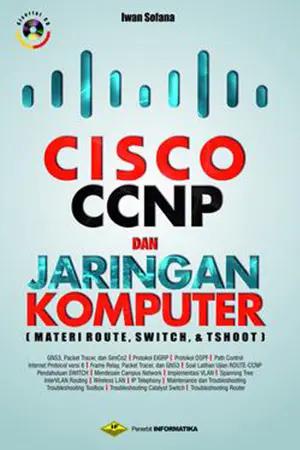 Iwan Sofana
Disertai CD
CISCO
CCNP
DAN
JARINGAN
KOMPUTER
( MATERI ROUTE, SWITCH, & TSHOOT )
GNS3, Packet Tracer, dan SimCo2 | Protokol EIGRP | Protokol OSPF | Path Control
Internet Protocol versi 6 | Frame Relay, Packet Tracer, dan GNS3 | Soal Latihan Ujian ROUTE-CCNP
Pendahuluan SWITCH | Mendesain Campus Network | Implementasi VLAN | Spanning Tree
InterVLAN Routing | Wireless LAN | IP Telephony | Maintenance dan Troubleshooting
Troubleshooting Toolbox | Troubleshooting Catalyst Switch | Troubleshooting Router
Penerbit INFORMATIKA